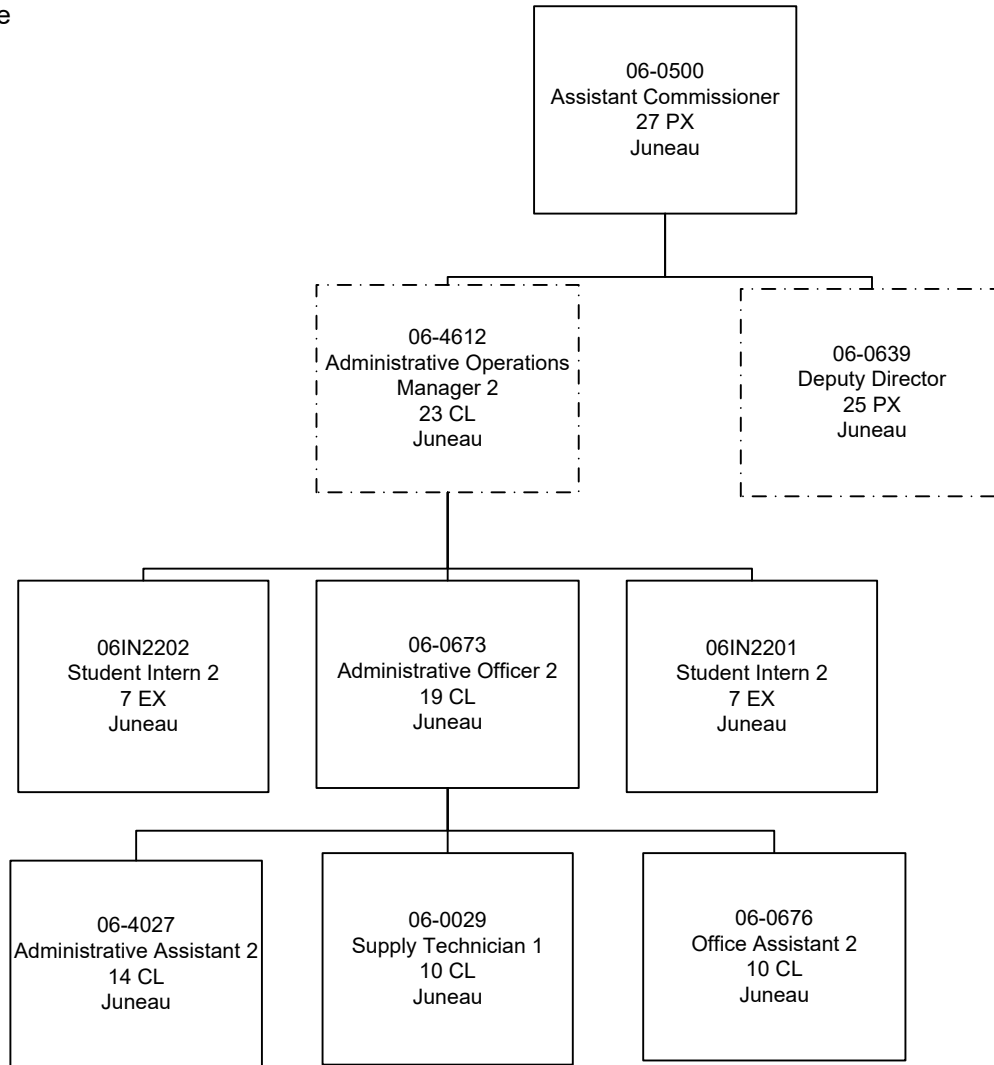 e
06-0500
Assistant Commissioner
27 PX
Juneau
06-4612
Administrative Operations
Manager 2
23 CL
Juneau
06-0639
Deputy Director
25 PX
Juneau
06IN2202
Student Intern 2
7 EX
Juneau
06-0673
Administrative Officer 2
19 CL
Juneau
06IN2201
Student Intern 2
7 EX
Juneau
06-4027
Administrative Assistant 2
14 CL
Juneau
06-0029
Supply Technician 1
10 CL
Juneau
06-0676
Office Assistant 2
10 CL
Juneau